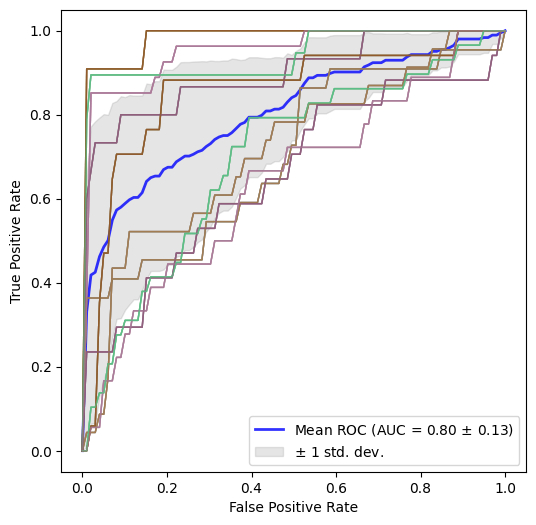 1.0
0.8
0.6
0.4
0.2
0.0
True Positive Rate
Mean ROC (AUC = 0.80 ± 0.13)
± 1 std. dev.
0.0 0.2 0.4 0.6 0.8 1.0
False Positive Rate